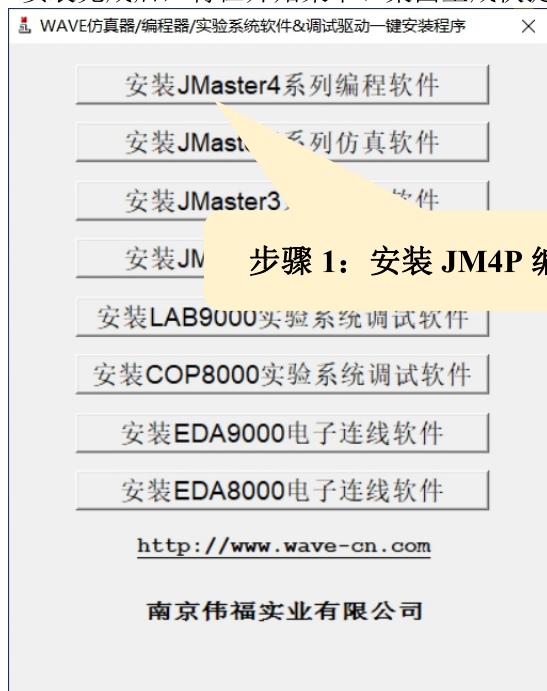 WAVE仿真器/编程器/实验系统软件&调试驱动一键安装程序
安装JMaster4系列编程软件
安装JMast 系列仿真软件
安装JMaster3 软件
安装JM
步骤 1：安装 JM4P 编
安装LAB9000实验系统调试软件
安装COP8000实验系统调试软件
安装EDA9000电子连线软件
安装EDA8000电子连线软件
http://www.wave-cn.com
南京伟福实业有限公司